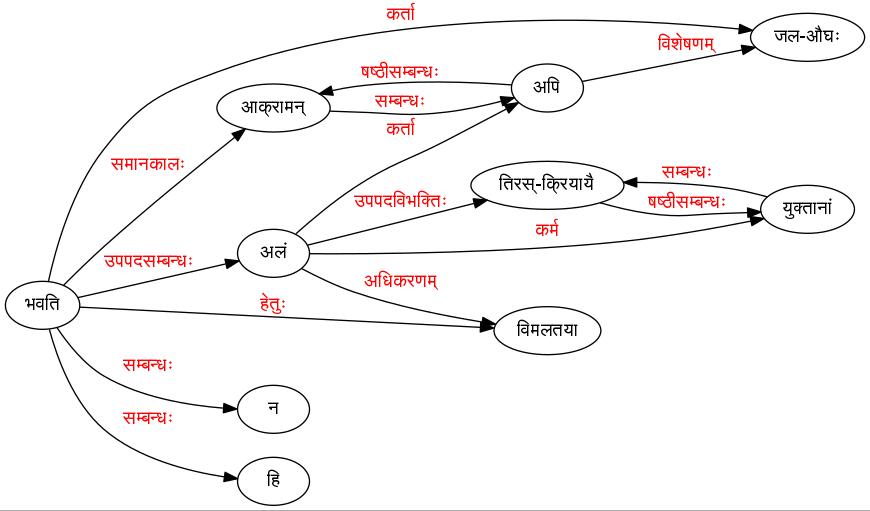 कर्ता
जल-औघः
विशेषणम्
षष्ठीसम्बन्धः
अपि
आक्रामन्
सम्बन्धः
कर्ता
समानकालः
सम्बन्धः
तिरस्-क्रियायै
उपपदविभक्तिः
षष्ठीसम्बन्धः
युक्तानां
कर्म
अलं
उपपदसम्बन्धः
अधिकरणम्
भवति
हेतुः
विमलतया
सम्बन्धः
न
सम्बन्धः
हि